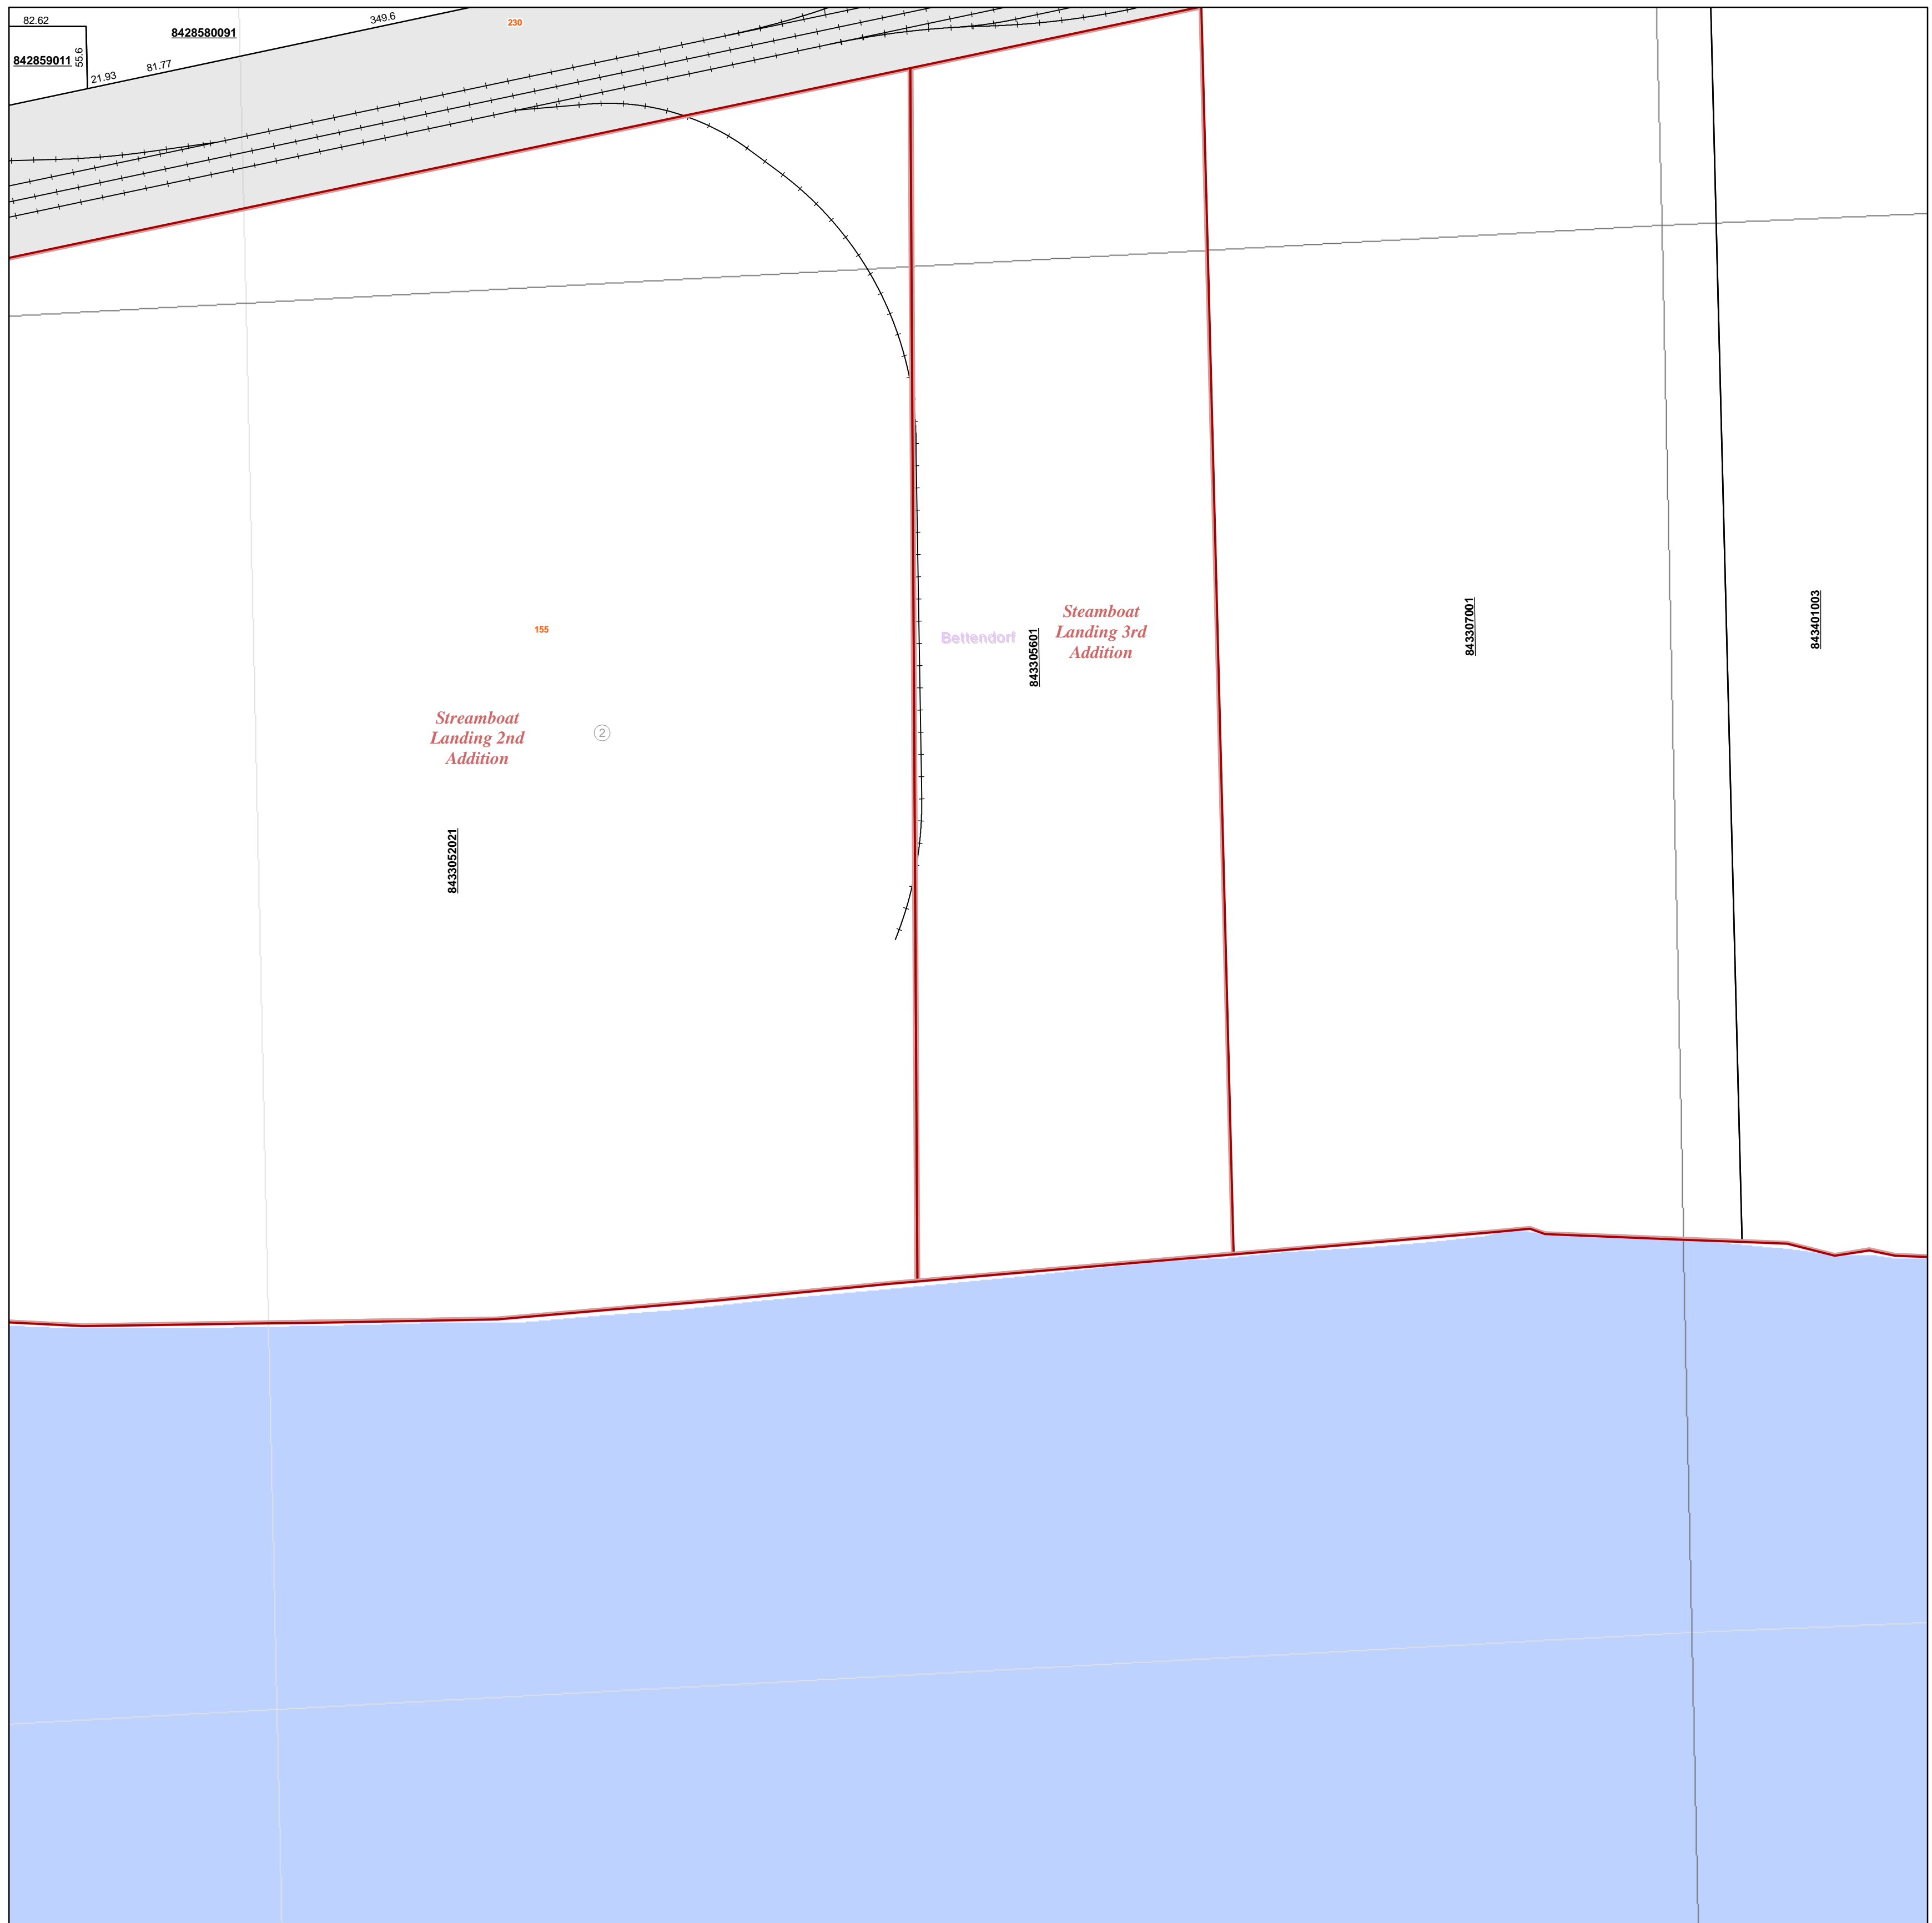 82.62
349.6
230
8428580091
842859011
55.6
21.93
81.77
155
Bettendorf
843305601
Steamboat
Landing 3rd
Addition
843307001
843401003
Streamboat
Landing 2nd
Addition
2
8433052021